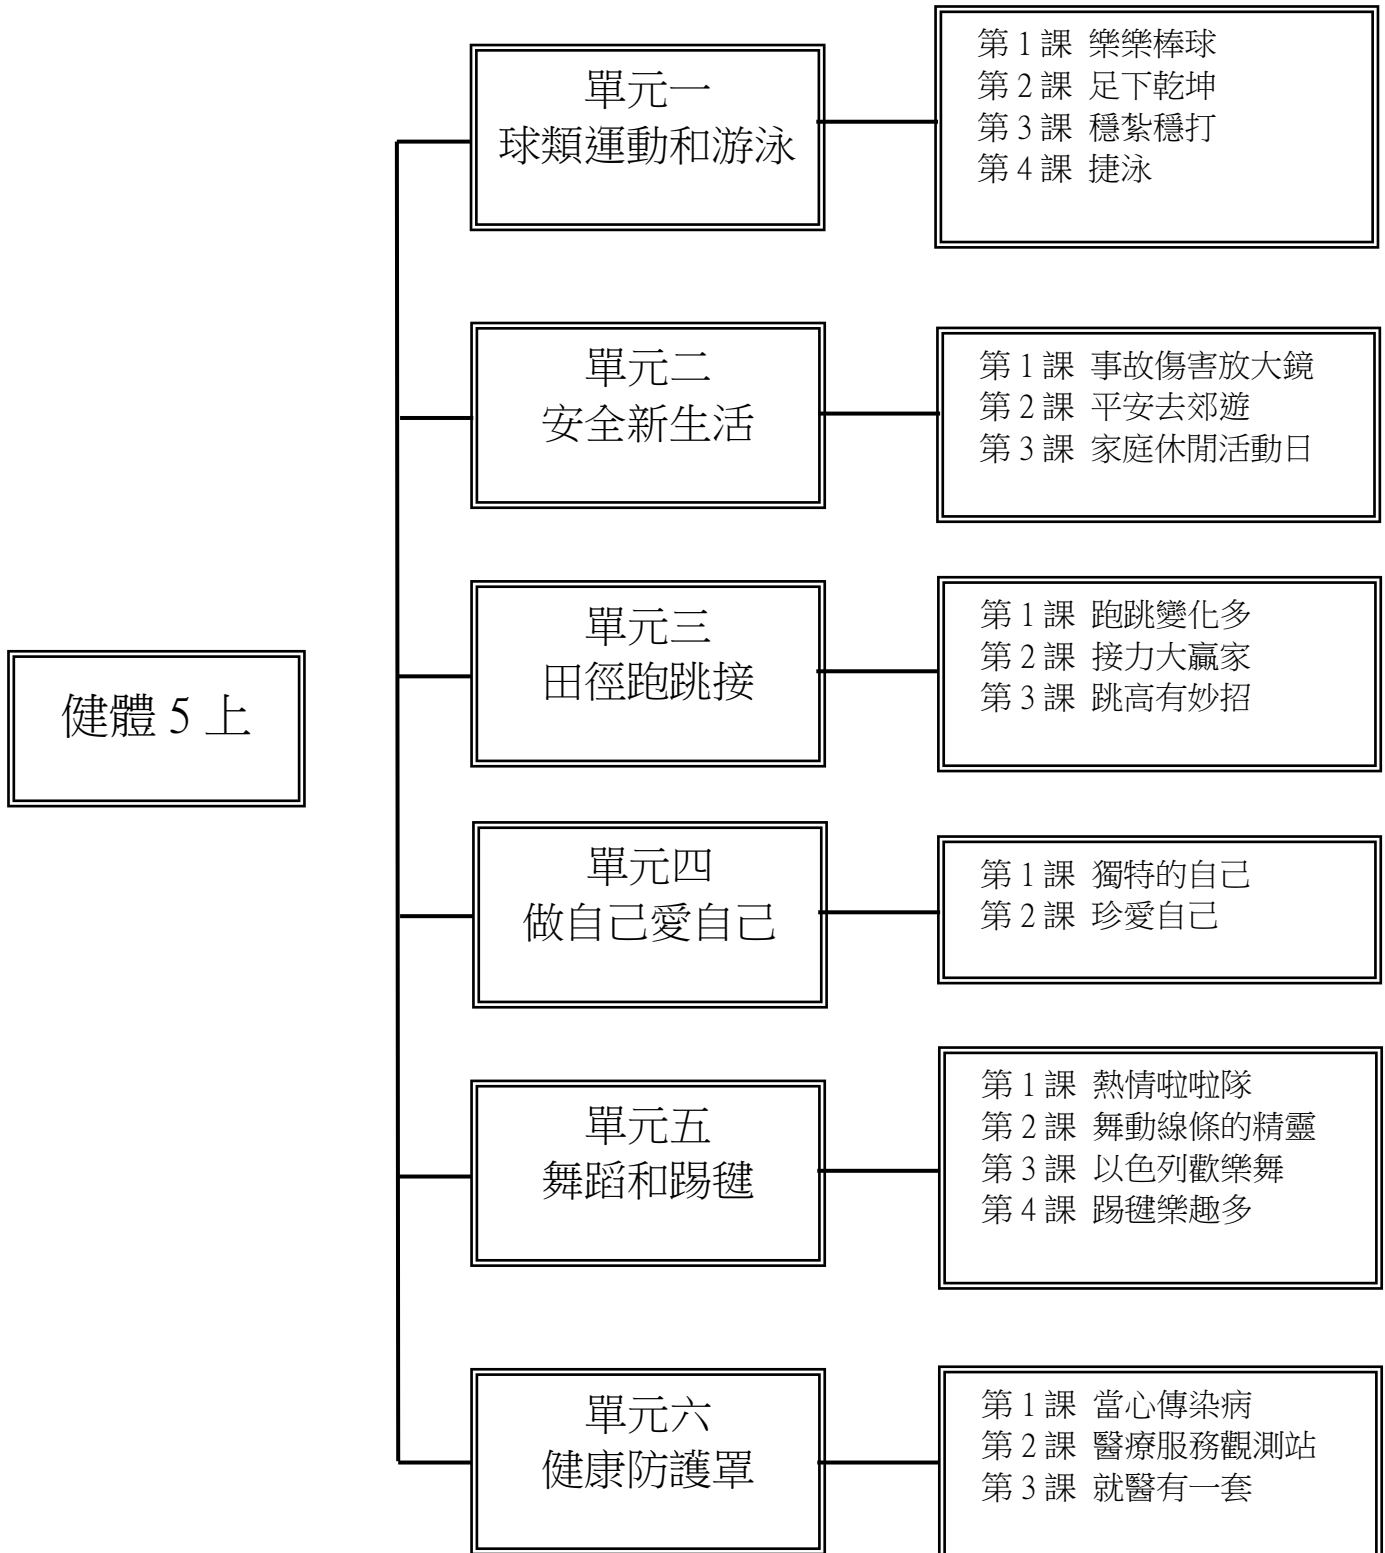 健體 5 上
單元一
球類運動和游泳
第 1 課 樂樂棒球
第 2 課 足下乾坤
第 3 課 穩紮穩打
第 4 課 捷泳
單元二
安全新生活
第 1 課 事故傷害放大鏡
第 2 課 平安去郊遊
第 3 課 家庭休閒活動日
單元三
田徑跑跳接
第 1 課 跑跳變化多
第 2 課 接力大贏家
第 3 課 跳高有妙招
單元四
做自己愛自己
第 1 課 獨特的自己
第 2 課 珍愛自己
單元五
舞蹈和踢毽
第 1 課 熱情啦啦隊
第 2 課 舞動線條的精靈
第 3 課 以色列歡樂舞
第 4 課 踢毽樂趣多
單元六
健康防護罩
第 1 課 當心傳染病
第 2 課 醫療服務觀測站
第 3 課 就醫有一套